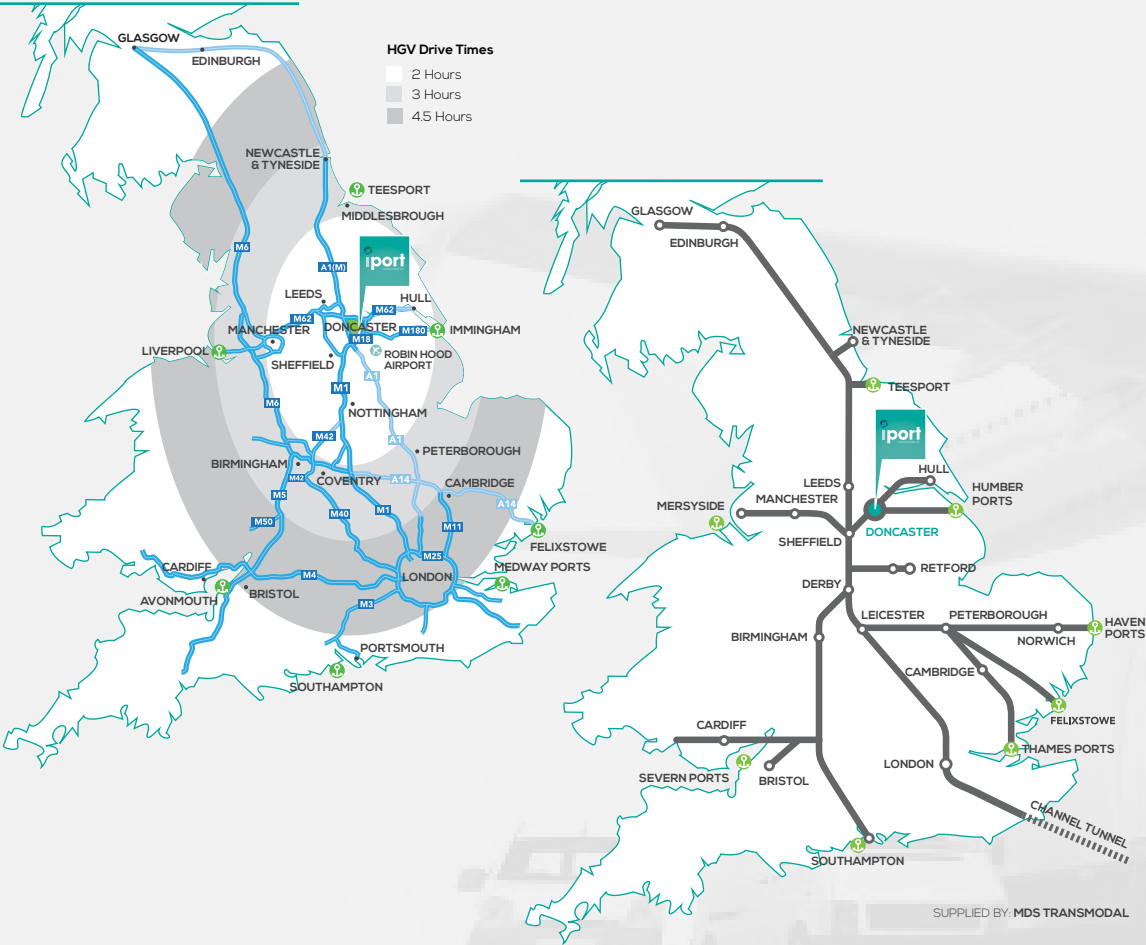 GLASGOW
EDINBURGH
HGV Drive Times
2 Hours
3 Hours
4.5 Hours
NEWCASTLE
& TYNESIDE
TEESPORT
MIDDLESBROUGH
M6
A1(M)
iport
LEEDS
HULL
M62
M62
MANCHESTER
DONCASTER
M180
IMMINGHAM
M18
LIVERPOOL
SHEFFIELD
ROBIN HOOD
AIRPORT
A1
M1
M6
NOTTINGHAM
M42
A1
PETERBOROUGH
BIRMINGHAM
M42
COVENTRY
A14
CAMBRIDGE
M5
A14
M40
M1
M50
M11
FELIXSTOWE
M25
MEDWAY PORTS
CARDIFF
M4
LONDON
AVONMOUTH
BRISTOL
M3
PORTSMOUTH
SOUTHAMPTON
GLASGOW
EDINBURGH
NEWCASTLE
& TYNESIDE
TEESPORT
iport
HULL
LEEDS
HUMBER
PORTS
MANCHESTER
MERSYSIDE
DONCASTER
SHEFFIELD
RETFORD
DERBY
LEICESTER
PETERBOROUGH
HAVEN
PORTS
BIRMINGHAM
NORWICH
CAMBRIDGE
FELIXSTOWE
CARDIFF
THAMES PORTS
LONDON
SEVERN PORTS
BRISTOL
CHANNEL TUNNEL
SOUTHAMPTON
SUPPLIED BY: MDS TRANSMODAL